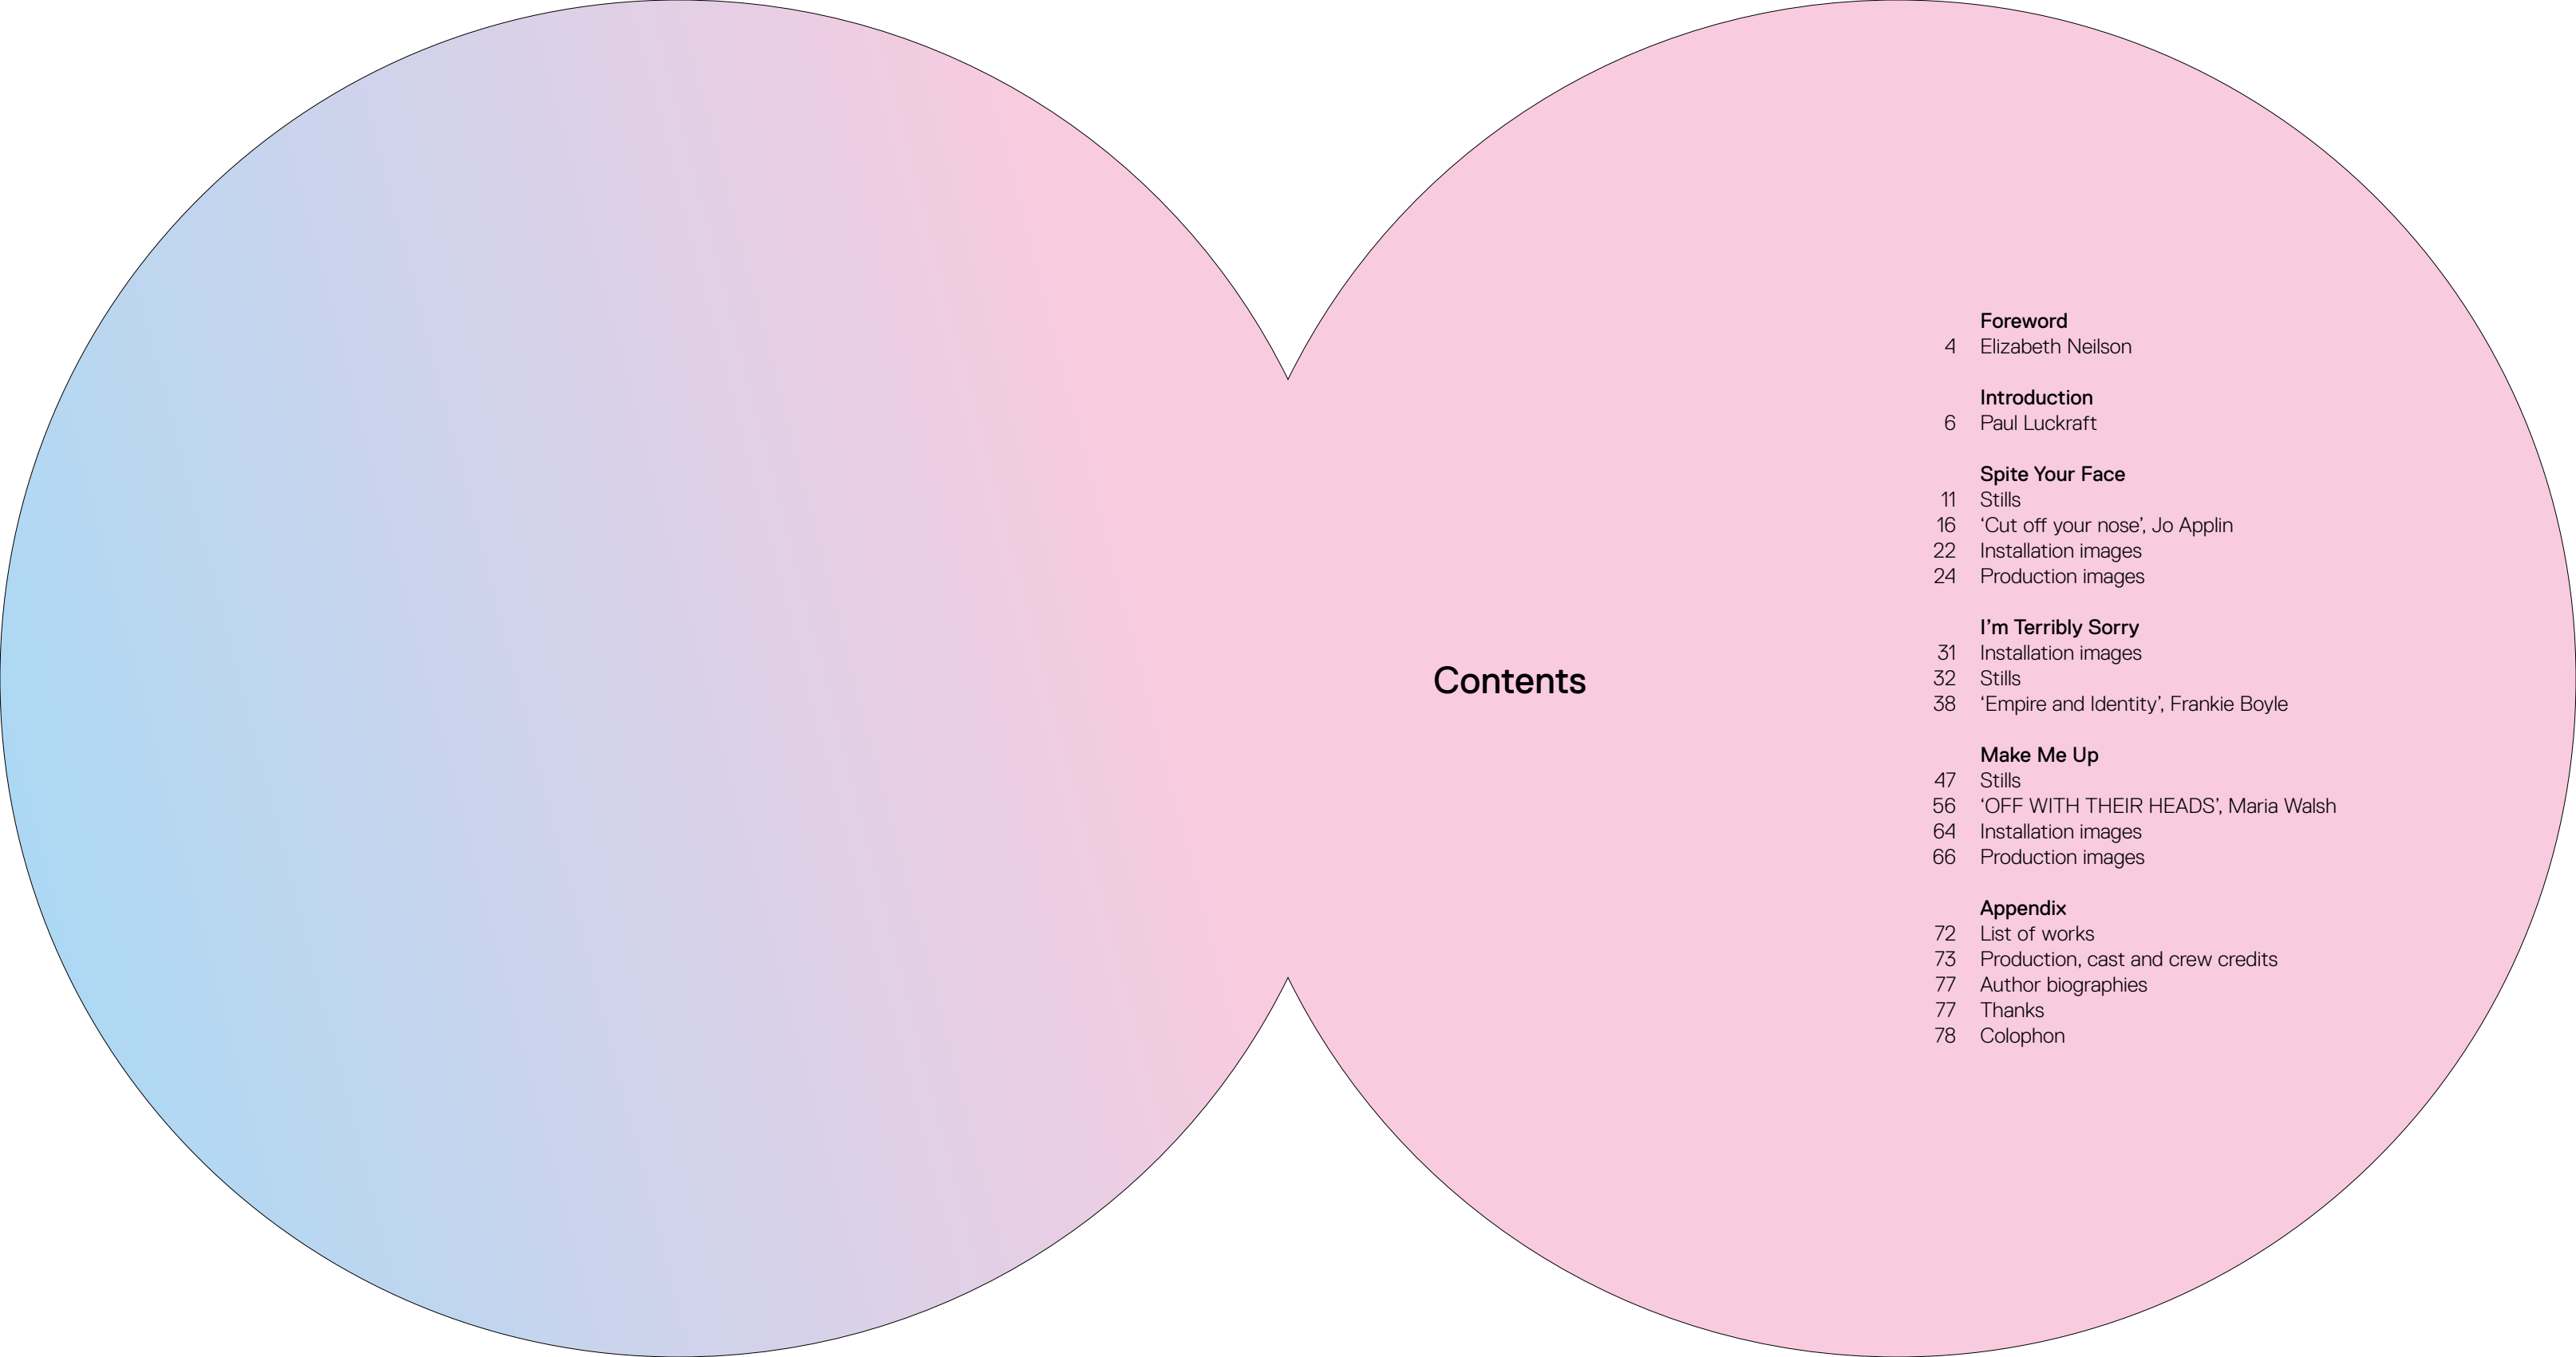 Contents
Foreword
4 Elizabeth Neilson
Introduction
6 Paul Luckraft
Spite Your Face
11 Stills
16 ‘Cut off your nose’, Jo Applin
22 Installation images
24 Production images
I’m Terribly Sorry
31 Installation images
32 Stills
38 ‘Empire and Identity’, Frankie Boyle
Make Me Up
47 Stills
56 ‘OFF WITH THEIR HEADS’, Maria Walsh
64 Installation images
66 Production images
Appendix
72 List of works
73 Production, cast and crew credits
77 Author biographies
77 Thanks
78 Colophon